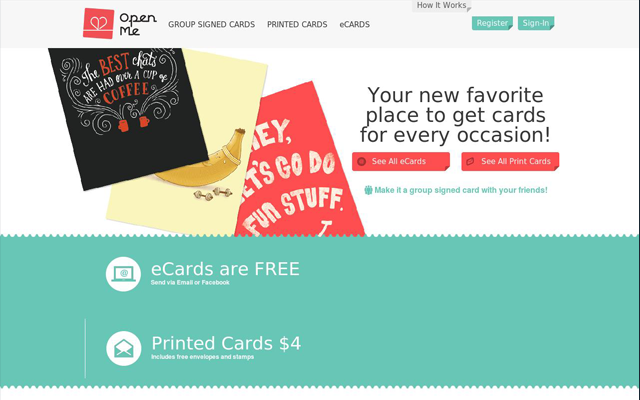 How It Works
Open
Me
GROUP SIGNED CARDS PRINTED CARDS eCARDS
Register Sign-In
The BEST chats
ARE HAD over A CUP of
COFFEE
HEY,
LET'S GO DO
FUN STUFF.
Your new favorite
place to get cards
for every occasion!
See All eCards See All Print Cards
Make it a group signed card with your friends!
@
eCards are FREE
Send via Email or Facebook
Printed Cards $4
Includes free envelopes and stamps